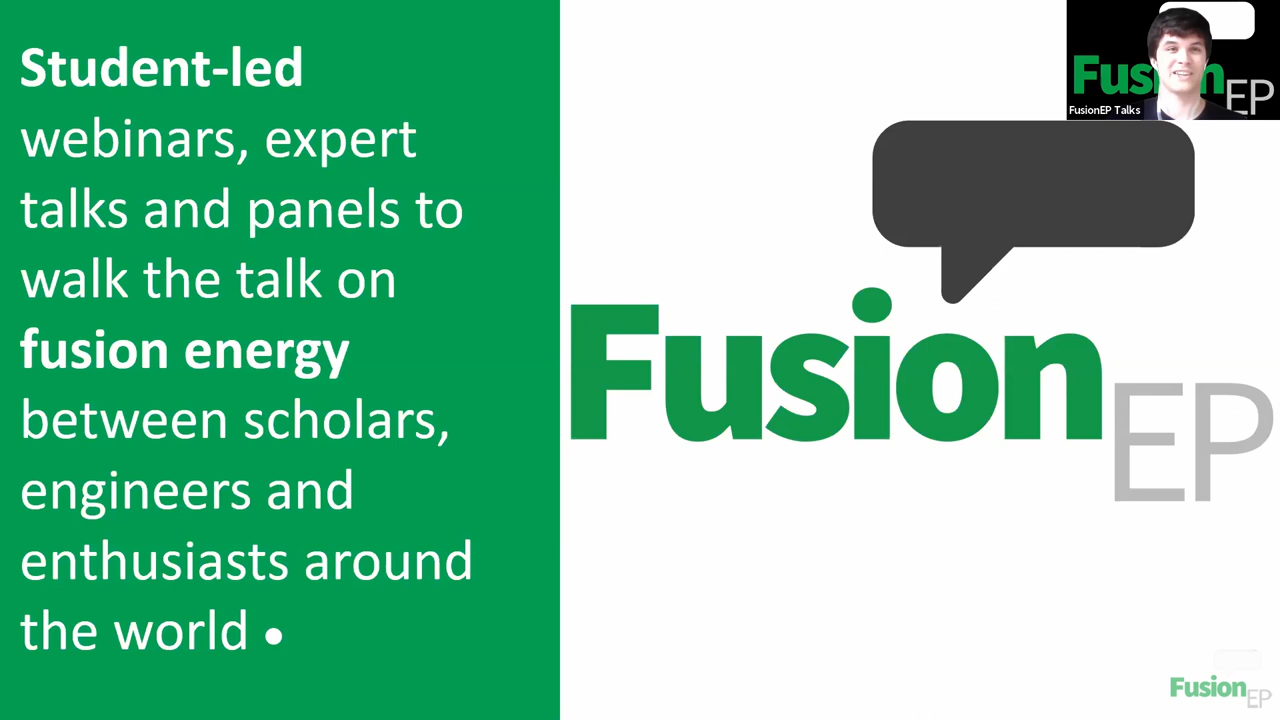 Student-led
webinars, expert
talks and panels to
walk the talk on
fusion energy
between scholars,
engineers and
enthusiasts around
the world •
Fusion
EP
Fusion
EP
FusionEP Talks
Fusion
EP